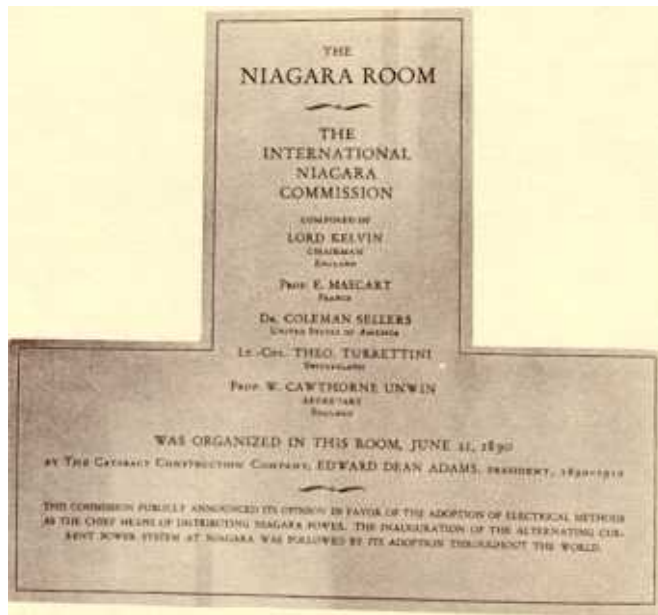 THE
NIAGARA ROOM
THE
INTERNATIONAL
NIAGARA
COMMISSION
COMPOSED OF
LORD KELVIN
CHAIRMAN
ENGLAND
PROF. E. MASCART
FRANCE
DR. COLEMAN SELLERS
UNITED STATES OF AMERICA
LT.-COL. THEO. TURRETTINI
SWITZERLAND
PROF. W. CAWTHORNE UNWIN
SECRETARY
ENGLAND
WAS ORGANIZED IN THIS ROOM, JUNE 21, 1890
BY THE CATARACT CONSTRUCTION COMPANY, EDWARD DEAN ADAMS, PRESIDENT, 1890-1910
THIS COMMISSION PUBLICLY ANNOUNCED ITS OPINION IN FAVOR OF THE ADOPTION OF ELECTRICAL METHODS
AS THE CHIEF MEANS OF DISTRIBUTING NIAGARA POWER. THE INAUGURATION OF THE ALTERNATING CUR-
RENT POWER SYSTEM AT NIAGARA WAS FOLLOWED BY ITS ADOPTION THROUGHOUT THE WORLD.